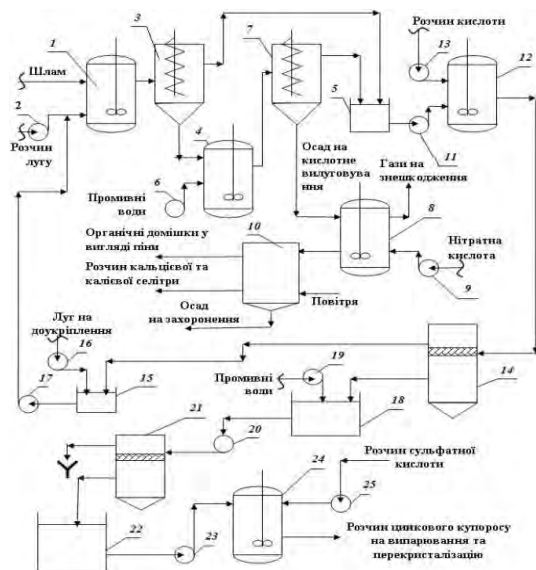 Розчин кислоти
1
3
7
13
12
Шлам
2
5
4
Розчин
лугу
Осад на
кислотне
вилуговування
вання
Гази на
знешкодження
11
6
Промивні
води
Органічні домішки у
вигляді піни
10
8
Розчин кальцієвої та
калієвої селітри
Нітратна
кислота
Повітря
9
Осад
на захоронення
Луг на
доукріплення
16
19
Промивні
води
17
15
14
18
21
20
24
Розчин сульфатної
кислоти
25
22
23
Розчин цинкового купоросу
на випарювання та
перекристалізацію